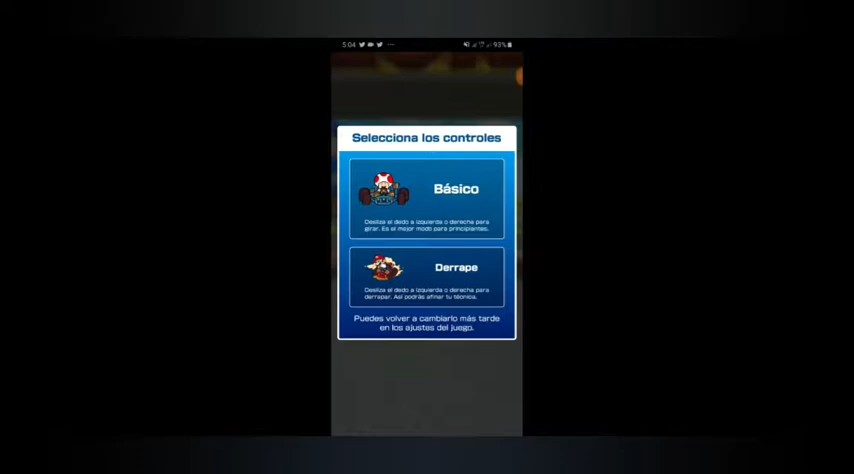 5:04 93%
Selecciona los controles
Básico
Desliza el dedo a izquierda o derecha para
girar. Es el mejor modo para principiantes.
Derrape
Desliza el dedo a izquierda o derecha para
derrapar. Así podrás afinar tu técnica.
Puedes volver a cambiarlo más tarde
en los ajustes del juego.